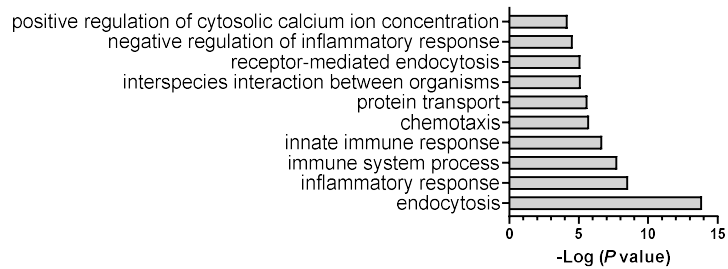 positive regulation of cytosolic calcium ion concentration
negative regulation of inflammatory response
receptor-mediated endocytosis
interspecies interaction between organisms
protein transport
chemotaxis
innate immune response
immune system process
inflammatory response
endocytosis
0 5 10 15
-Log (P value)